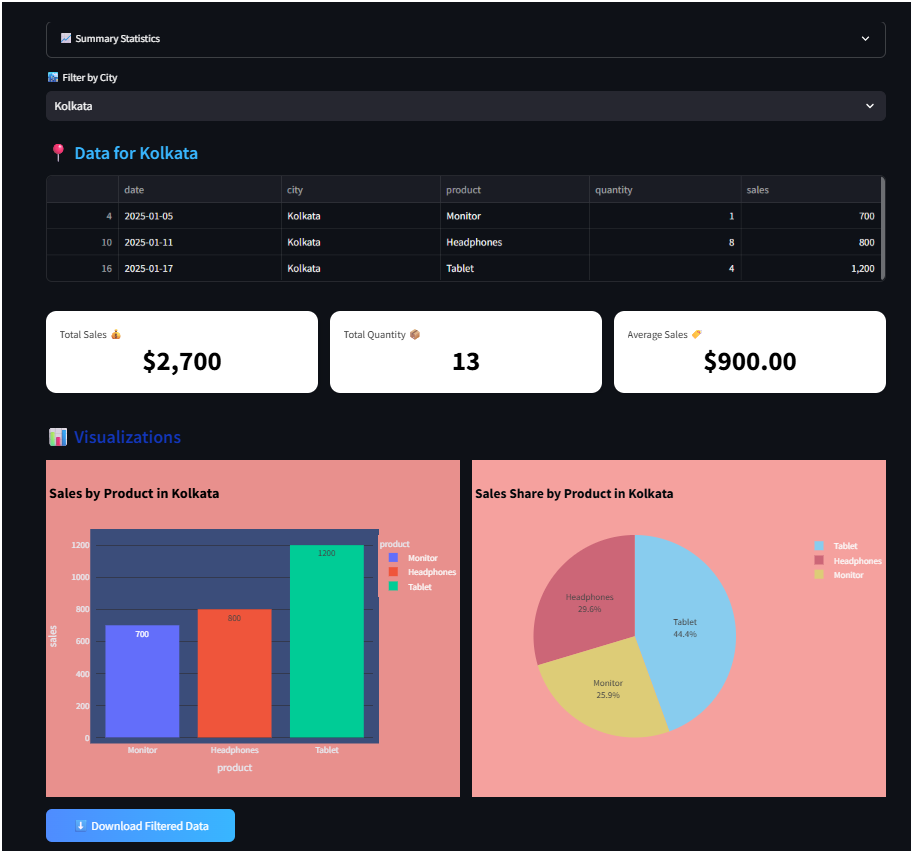 Summary Statistics
Filter by City
Kolkata
Data for Kolkata
date city product quantity sales
4 2025-01-05 Kolkata Monitor 1 700
10 2025-01-11 Kolkata Headphones 8 800
16 2025-01-17 Kolkata Tablet 4 1,200
Total Sales
$2,700
Total Quantity
13
Average Sales
$900.00
Visualizations
Sales by Product in Kolkata
1200
1000
800
600
400
200
0
sales
700
800
1200
Monitor Headphones Tablet
product
product
Monitor
Headphones
Tablet
Sales Share by Product in Kolkata
Headphones
29.6%
Tablet
44.4%
Monitor
25.9%
Tablet
Headphones
Monitor
Download Filtered Data